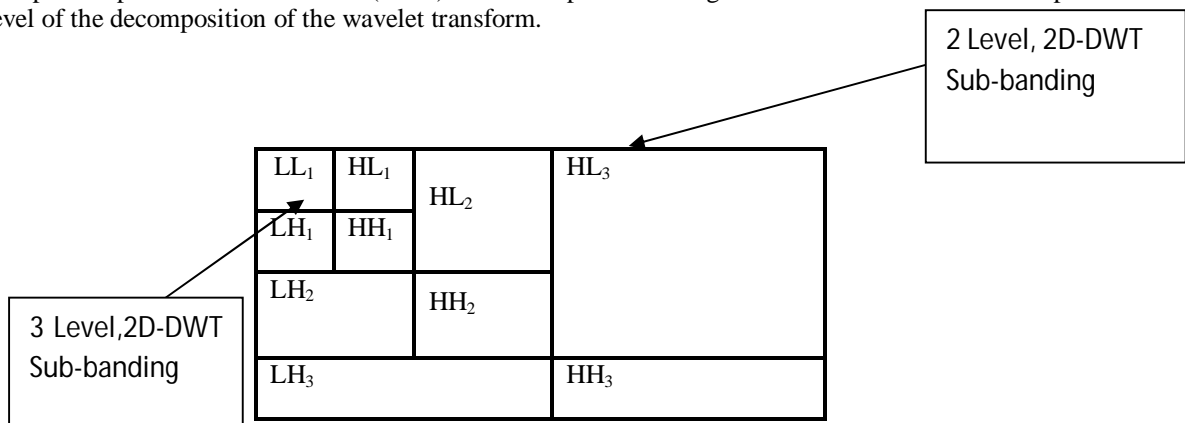 evel of the decomposition of the wavelet transform.
2 Level, 2D-DWT
Sub-banding
LL₁ HL₁ HL₂ HL₃
LH₁ HH₁
LH₂ HH₂
3 Level,2D-DWT
Sub-banding
LH₃ HH₃